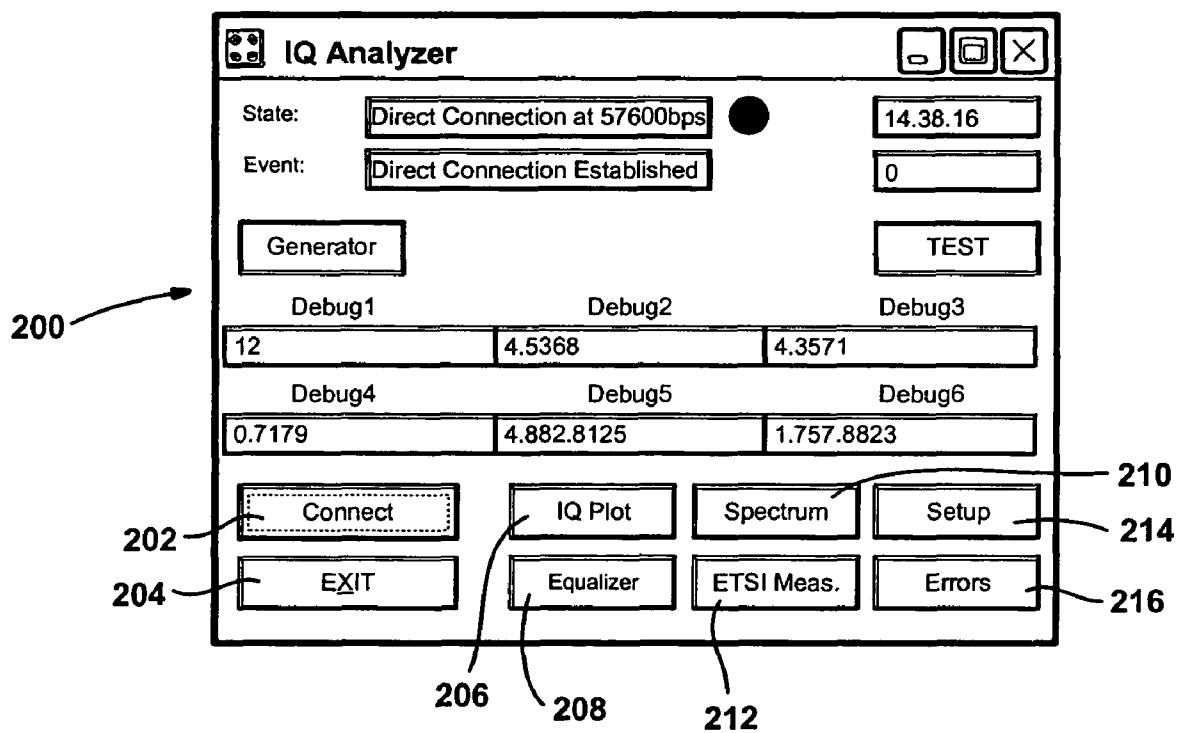 IQ Analyzer
State: Direct Connection at 57600bps 14.38.16
Event: Direct Connection Established 0
Generator TEST
200
Debug1 Debug2 Debug3
12 4.5368 4.3571
Debug4 Debug5 Debug6
0.7179 4.882.8125 1.757.8823
210
Connect IQ Plot Spectrum Setup
202 214
EXIT Equalizer ETSI Meas. Errors
204 216
206 208 212